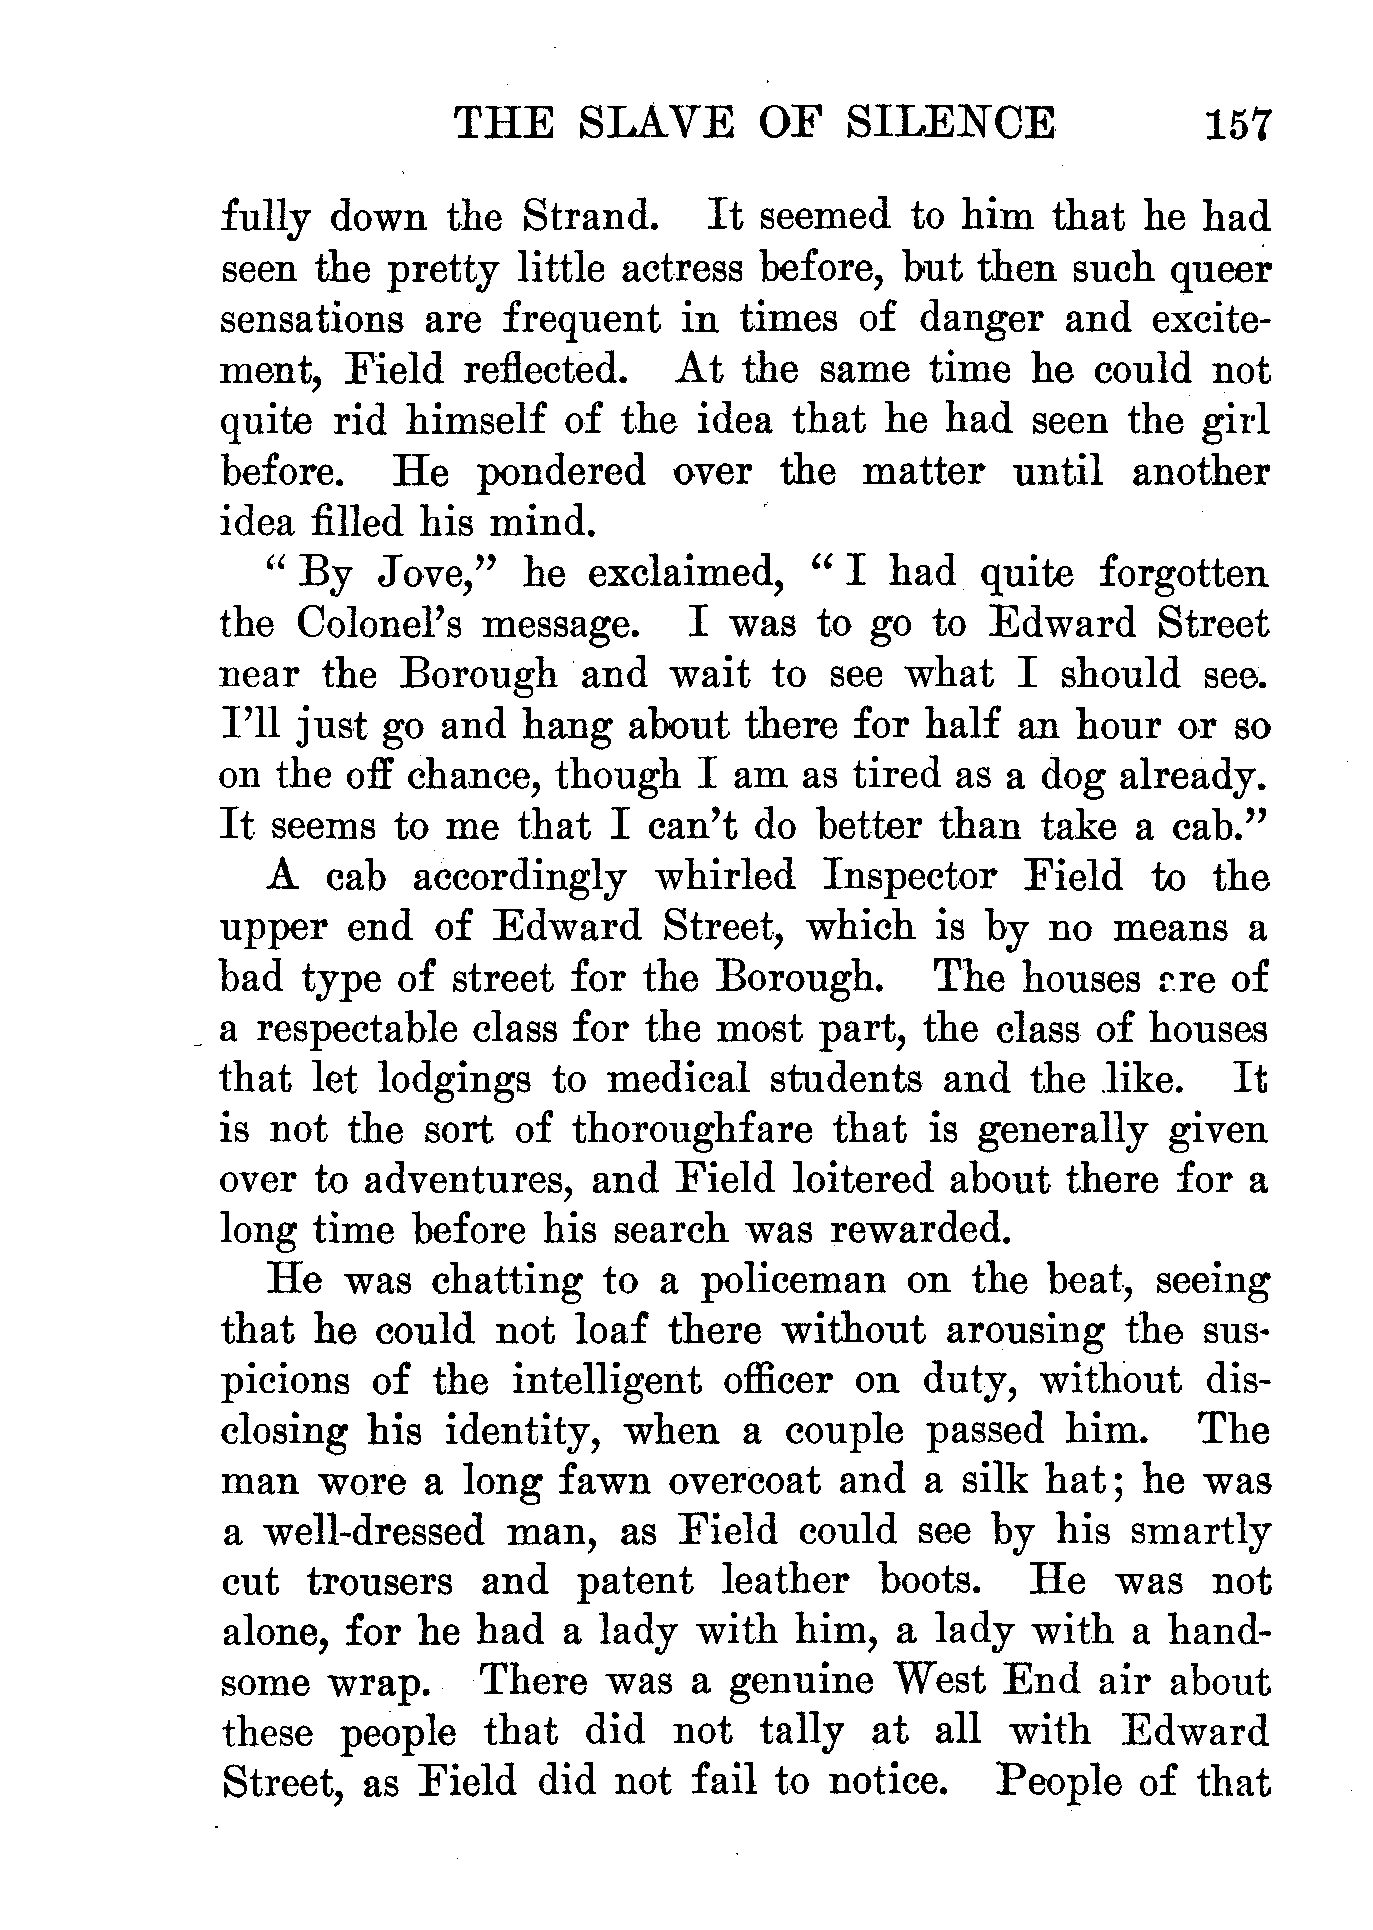 THE SLAVE OF SILENCE 157
fully down the Strand. It seemed to him that he had
seen the pretty little actress before, but then such queer
sensations are frequent in times of danger and excite-
ment, Field reflected. At the same time he could not
quite rid himself of the idea that he had seen the girl
before. He pondered over the matter until another
idea filled his mind.
“ By Jove,” he exclaimed, “ I had quite forgotten
the Colonel’s message. I was to go to Edward Street
near the Borough and wait to see what I should see.
I’ll just go and hang about there for half an hour or so
on the off chance, though I am as tired as a dog already.
It seems to me that I can’t do better than take a cab.”
A cab accordingly whirled Inspector Field to the
upper end of Edward Street, which is by no means a
bad type of street for the Borough. The houses are of
a respectable class for the most part, the class of houses
that let lodgings to medical students and the like. It
is not the sort of thoroughfare that is generally given
over to adventures, and Field loitered about there for a
long time before his search was rewarded.
He was chatting to a policeman on the beat, seeing
that he could not loaf there without arousing the sus-
picions of the intelligent officer on duty, without dis-
closing his identity, when a couple passed him. The
man wore a long fawn overcoat and a silk hat; he was
a well-dressed man, as Field could see by his smartly
cut trousers and patent leather boots. He was not
alone, for he had a lady with him, a lady with a hand-
some wrap. There was a genuine West End air about
these people that did not tally at all with Edward
Street, as Field did not fail to notice. People of that